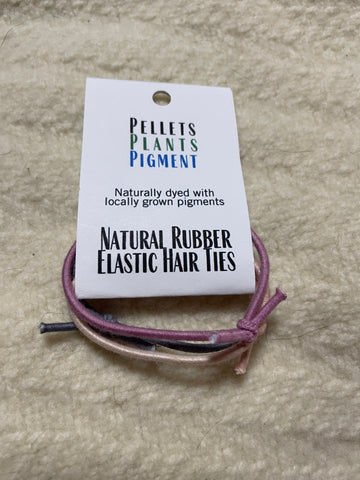 PELLETS
PLANTS
PIGMENT
Naturally dyed with
locally grown pigments
NATURAL RUBBER
ELASTIC HAIR TIES